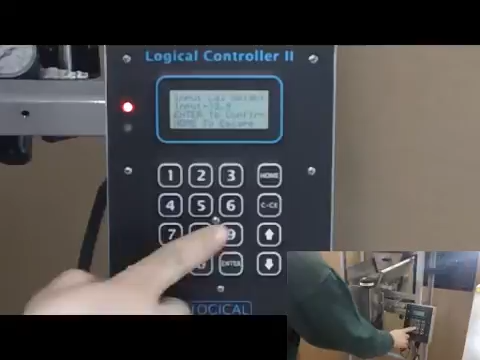 Logical Controller II
ENTER To Confirm
HOME To Escape
1 2 3 HOME
4 5 6 C-CE
7 9
ENTER
LOGICAL